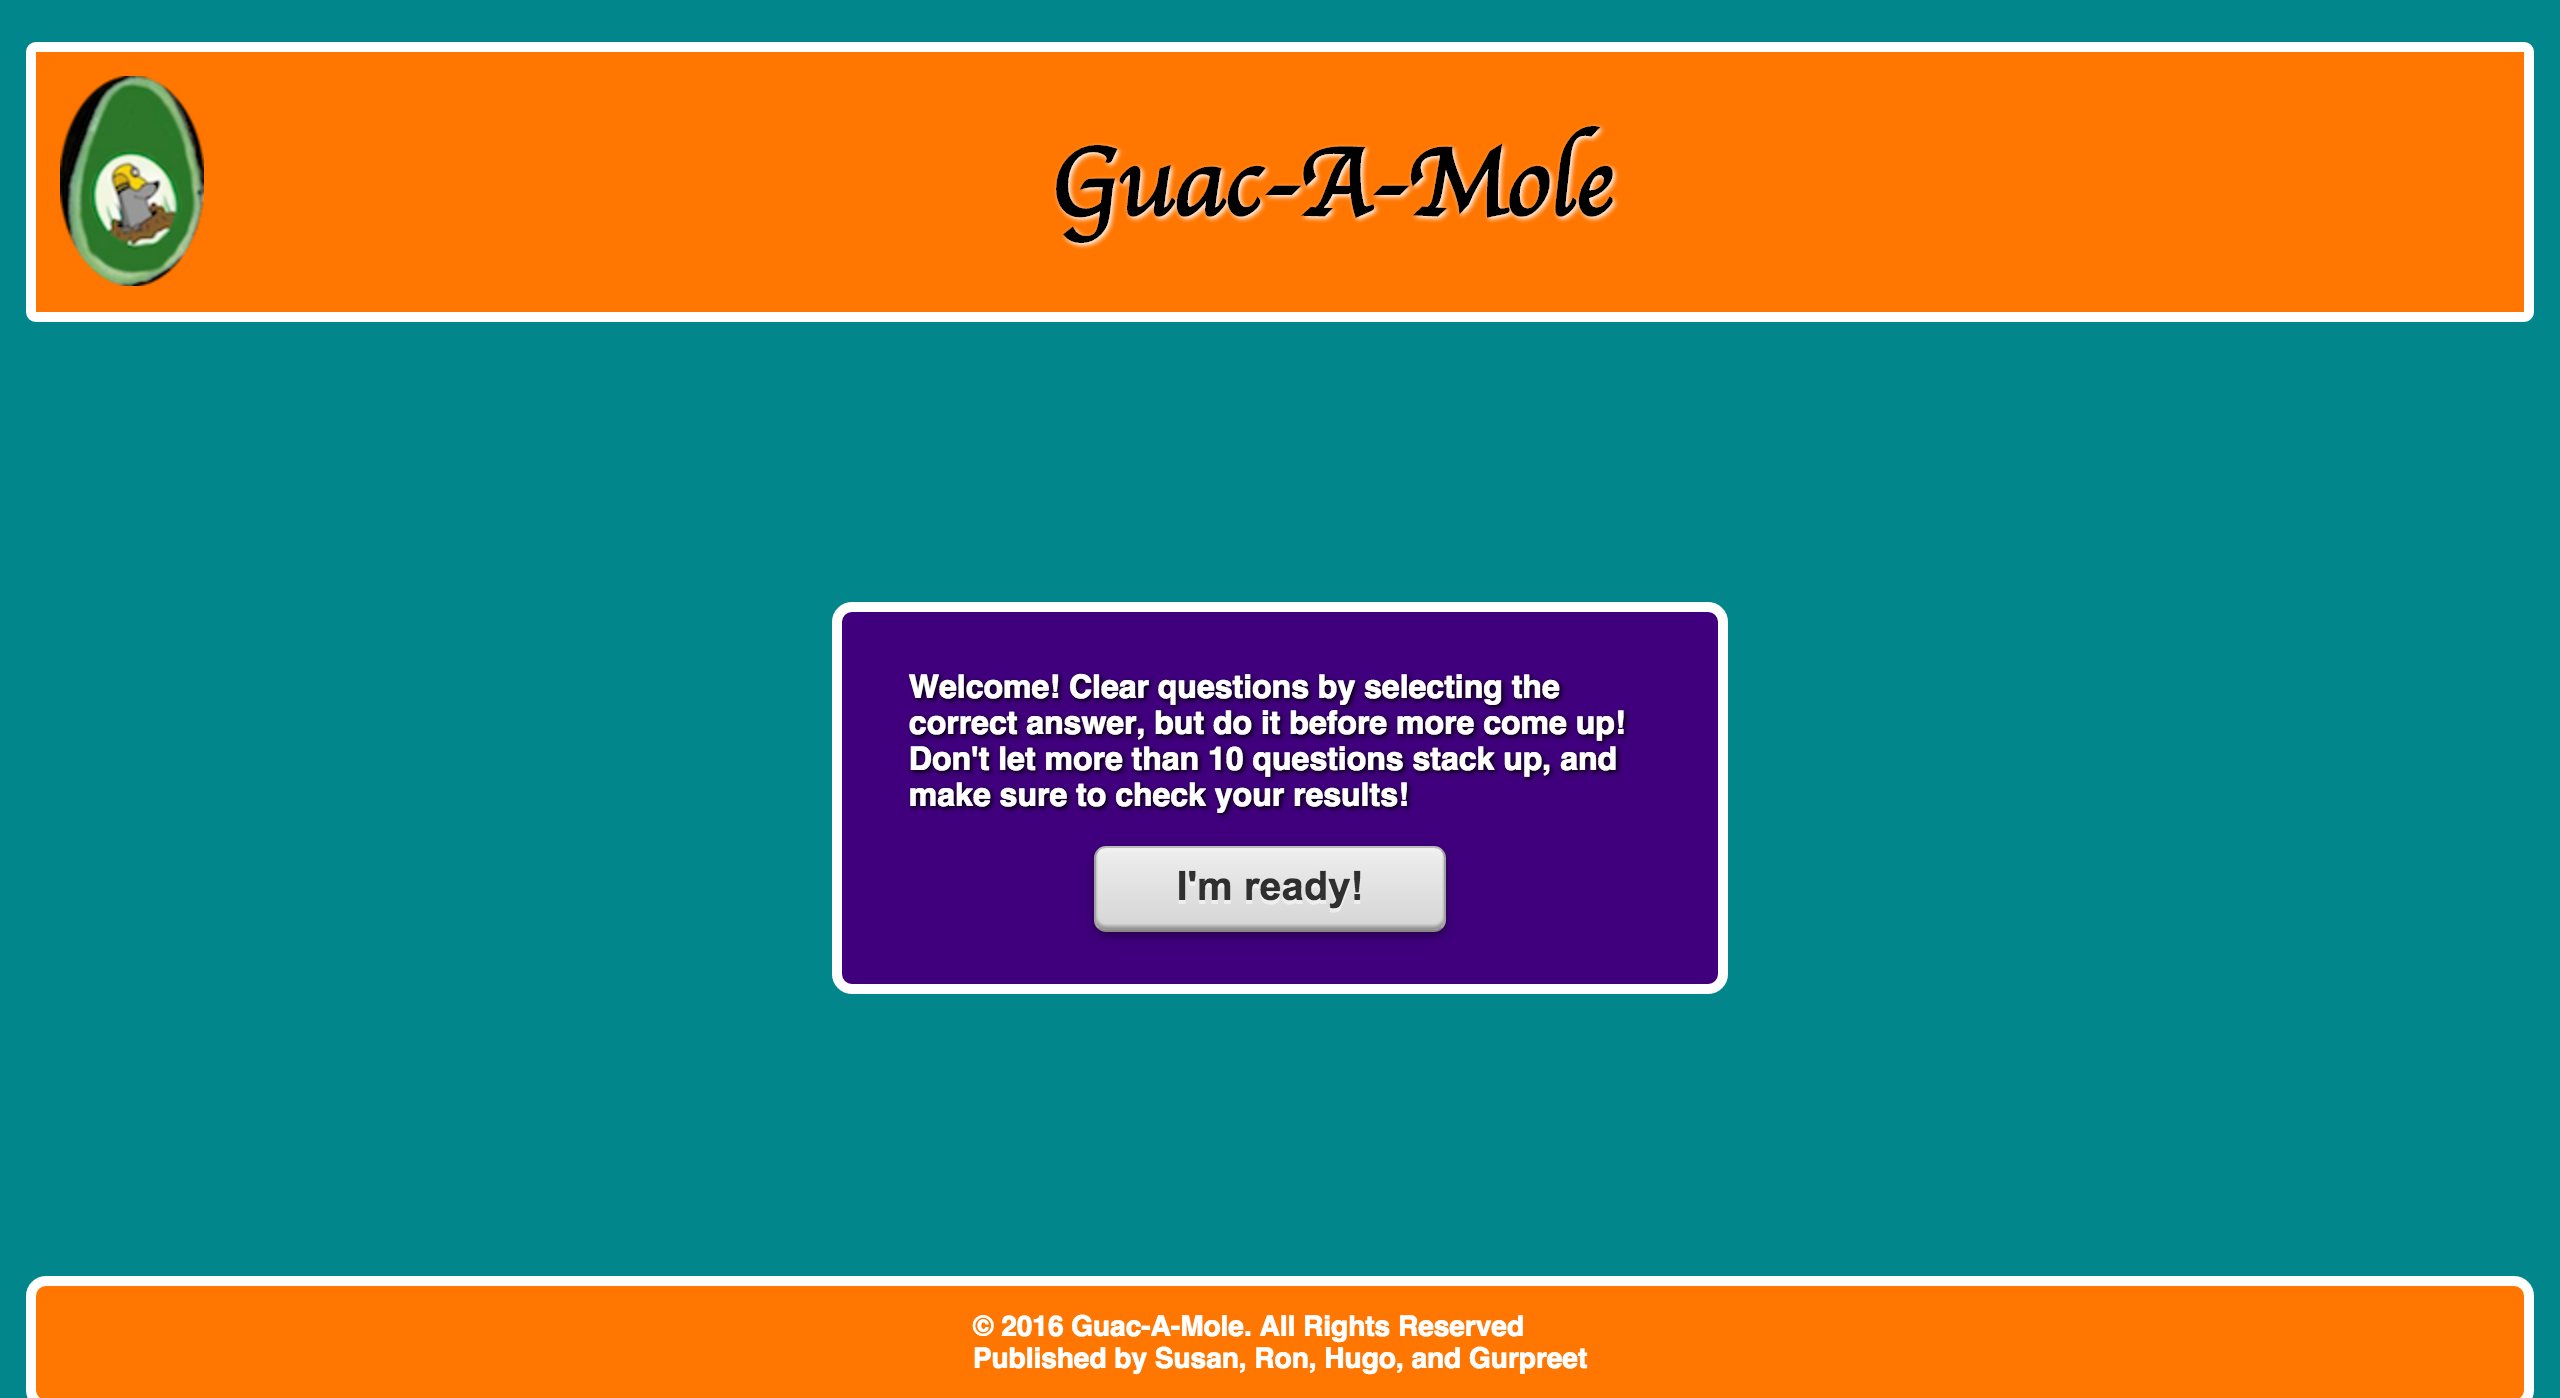 Guac-A-Mole
Welcome! Clear questions by selecting the
correct answer, but do it before more come up!
Don't let more than 10 questions stack up, and
make sure to check your results!
I'm ready!
© 2016 Guac-A-Mole. All Rights Reserved
Published by Susan, Ron, Hugo, and Gurpreet